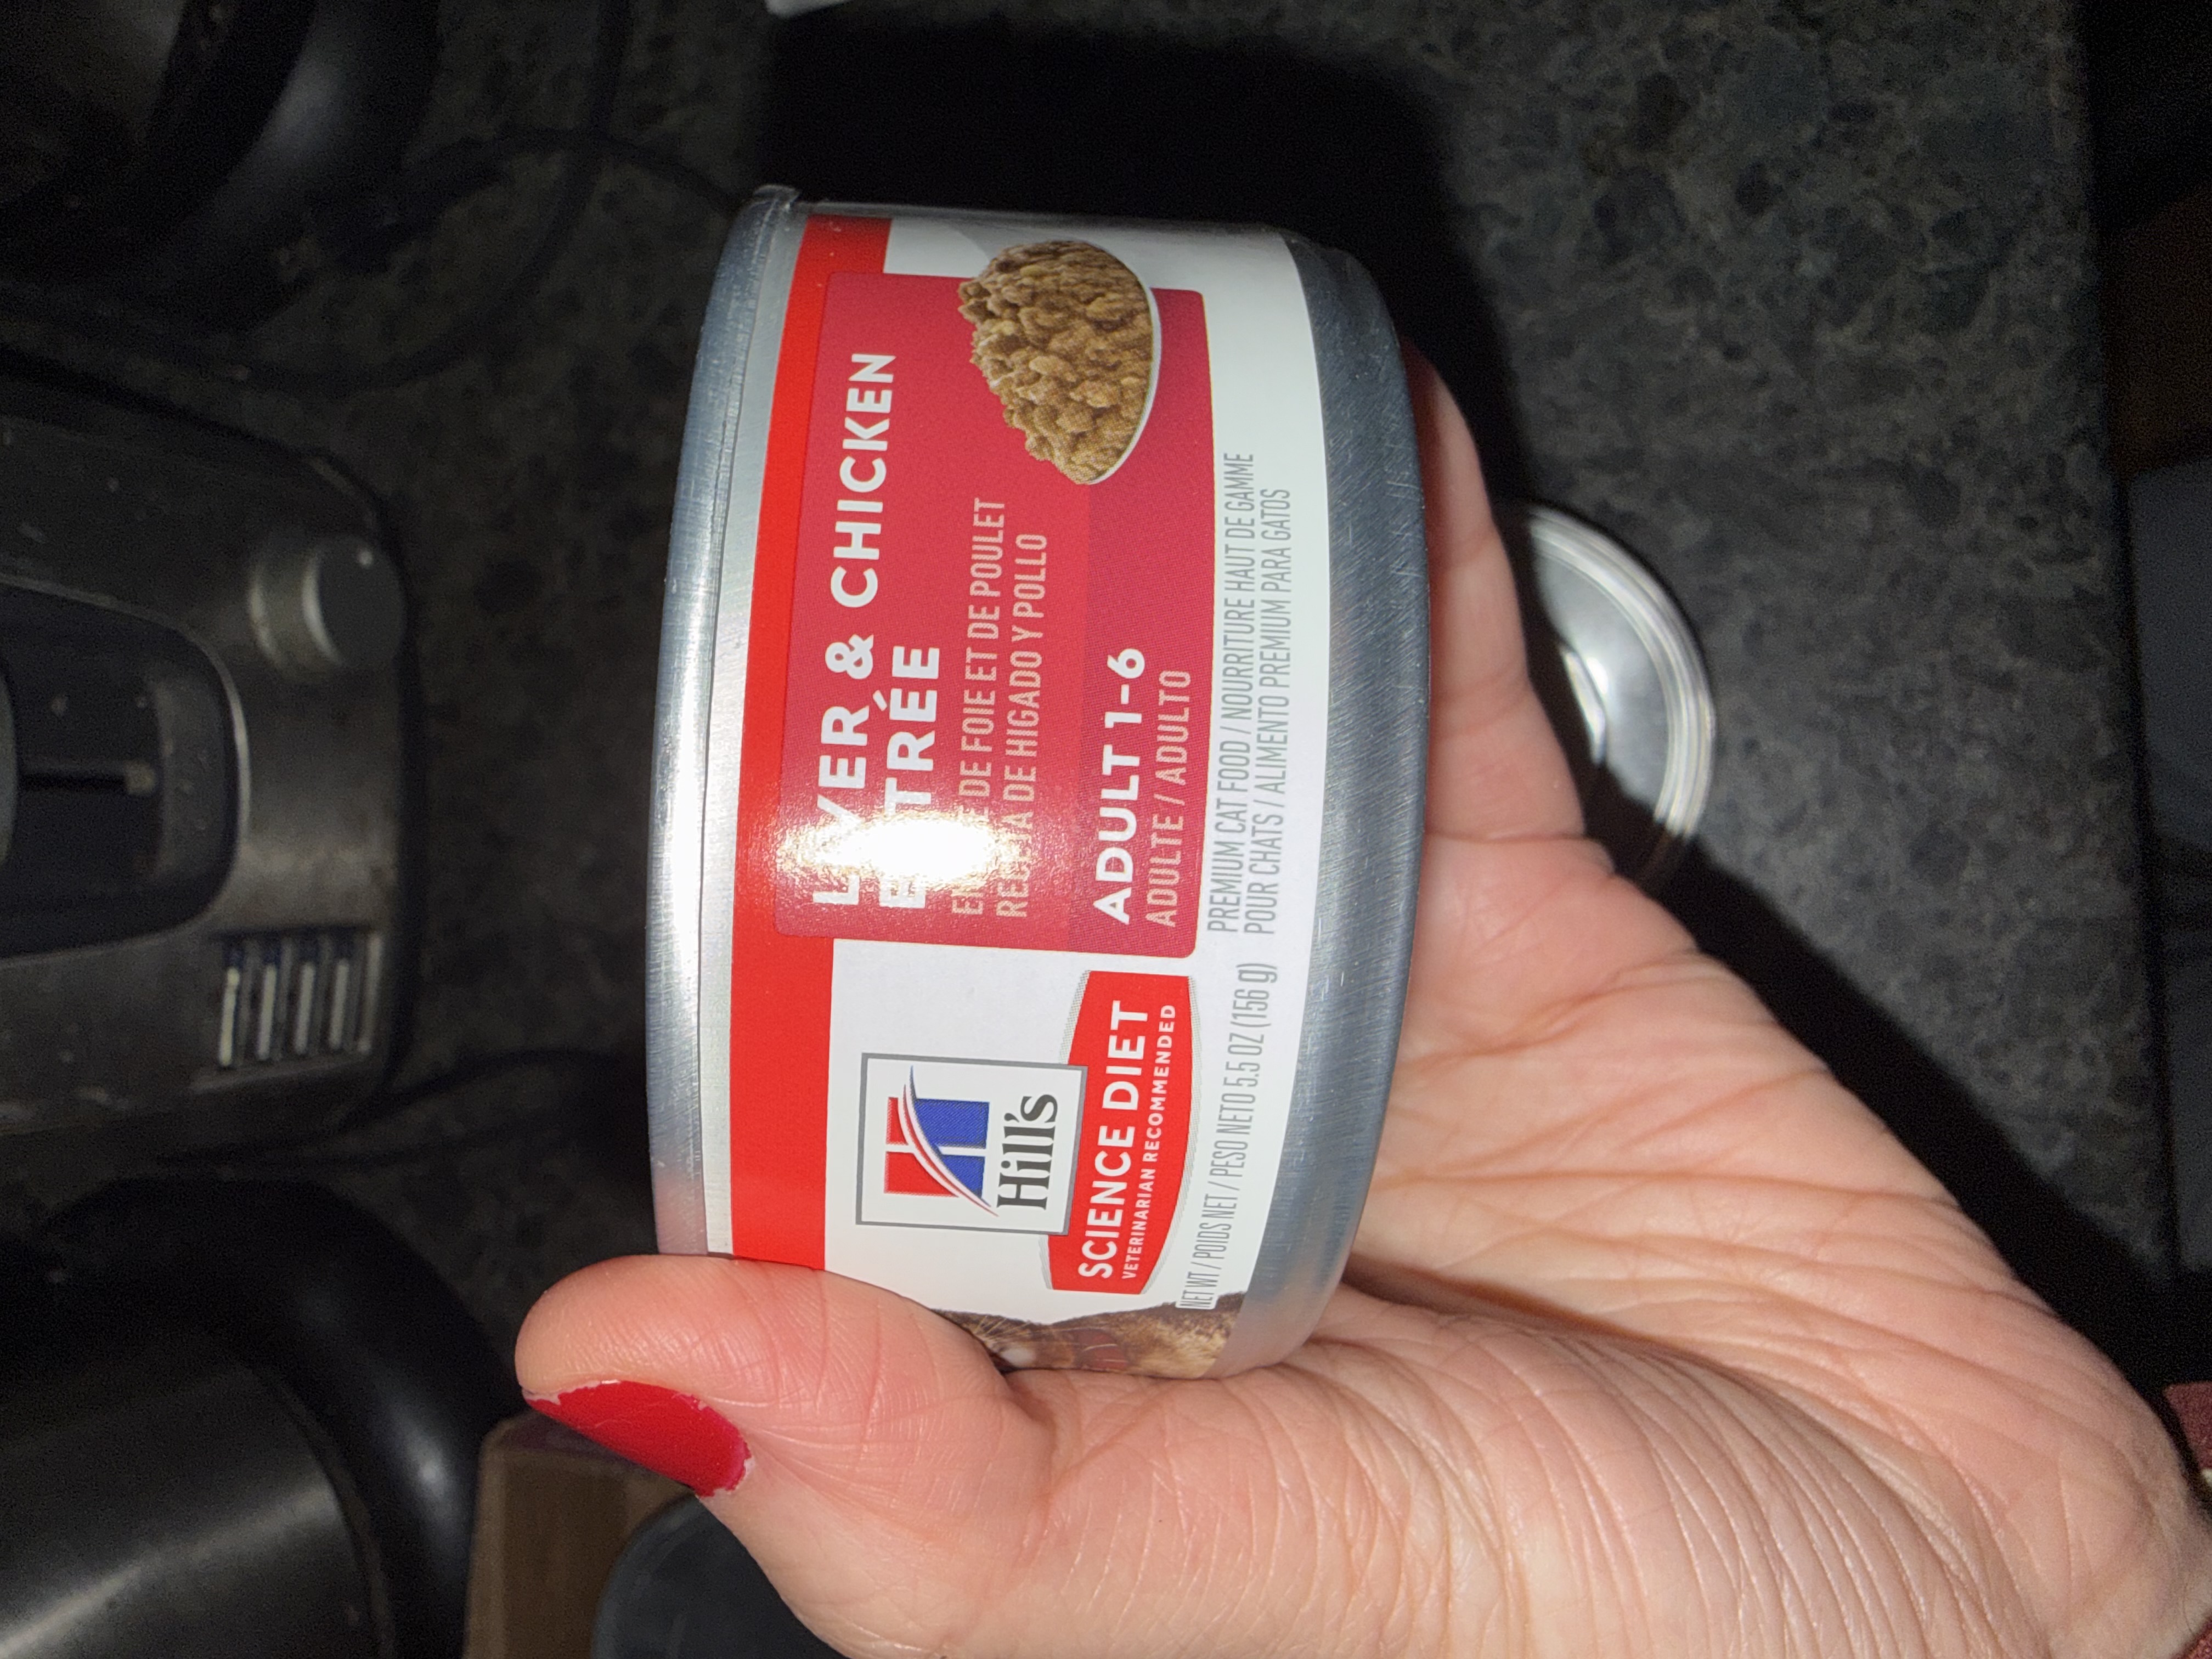 Hill's
SCIENCE DIET
VETERINARIAN RECOMMENDED
LIVER & CHICKEN
ENTRÉE
DE FOIE ET DE POULET
RECETA DE HIGADO Y POLLO
ADULT 1-6
ADULTE / ADULTO
NET WT / POIDS NET / PESO NETO 5.5 OZ (156 g)
PREMIUM CAT FOOD / NOURRITURE HAUT DE GAMME
POUR CHATS / ALIMENTO PREMIUM PARA GATOS